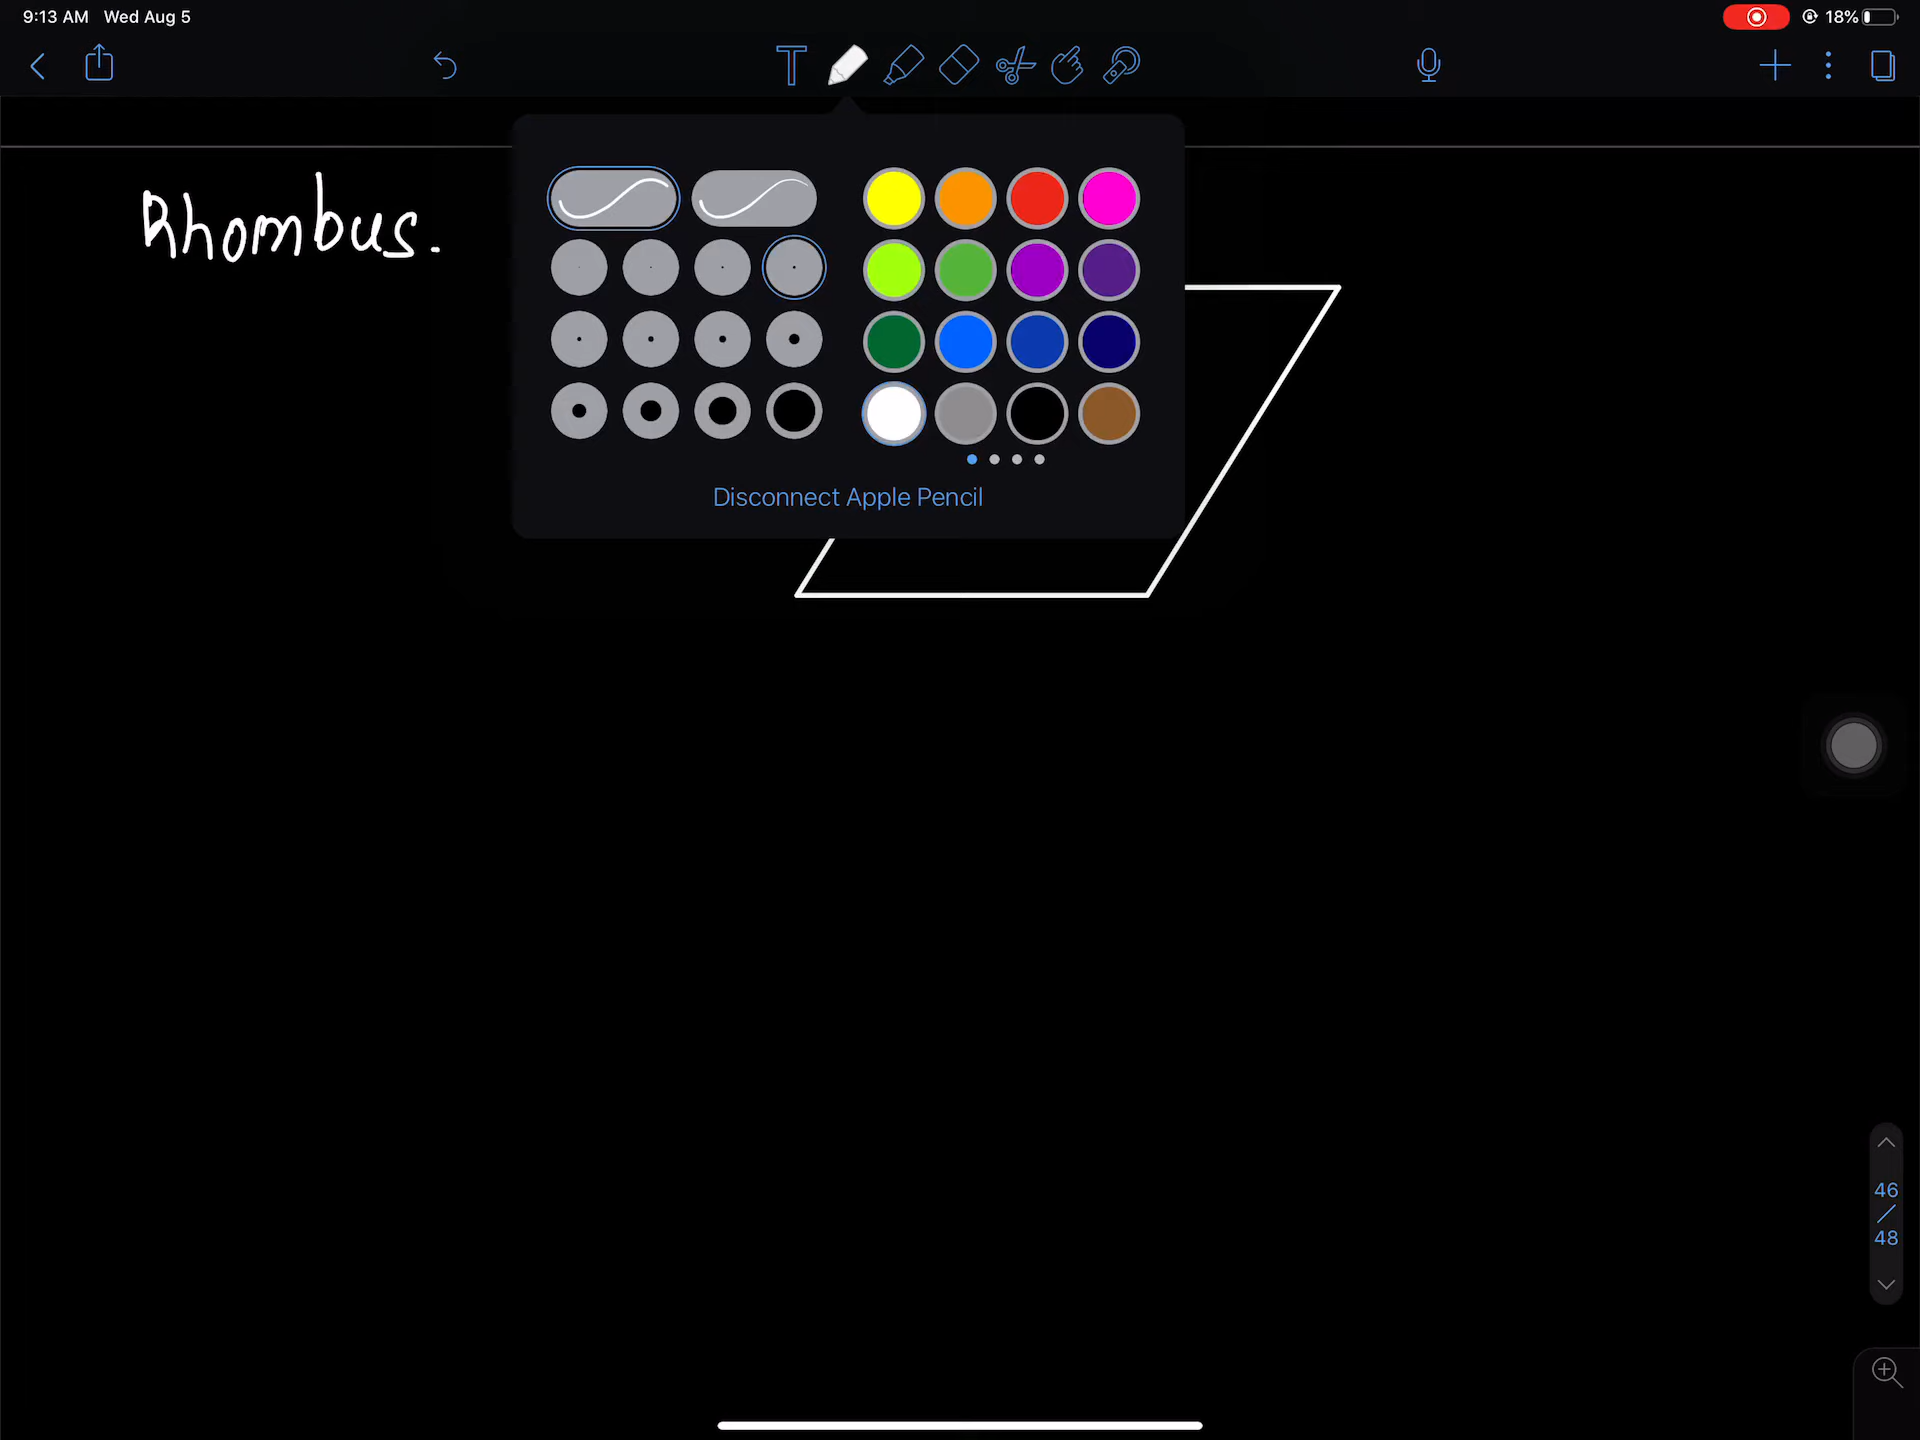 9:13 AM Wed Aug 5
18%
T
Rhombus.
Disconnect Apple Pencil
46
/
48